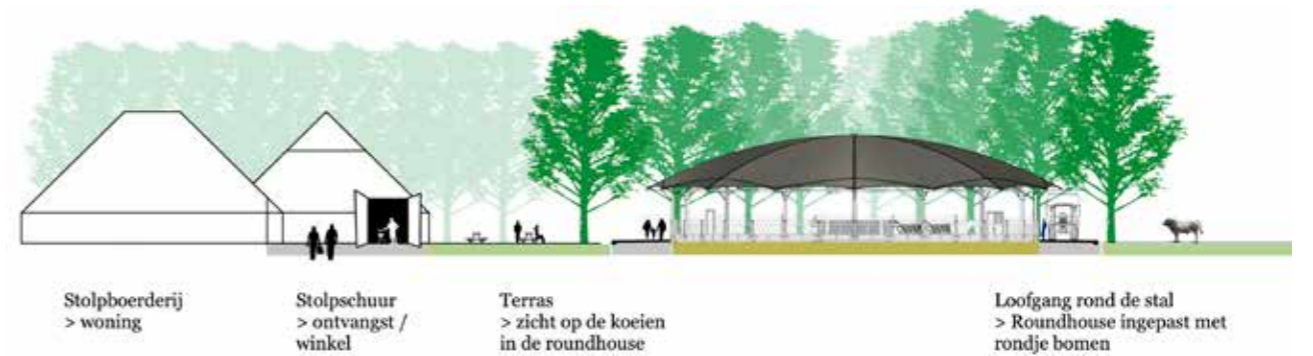 Stolpboerderij
> woning
Stolpschuur
> ontvangst /
winkel
Terras
> zicht op de koeien
in de roundhouse
Loofgang rond de stal
> Roundhouse ingepast met
rondje bomen